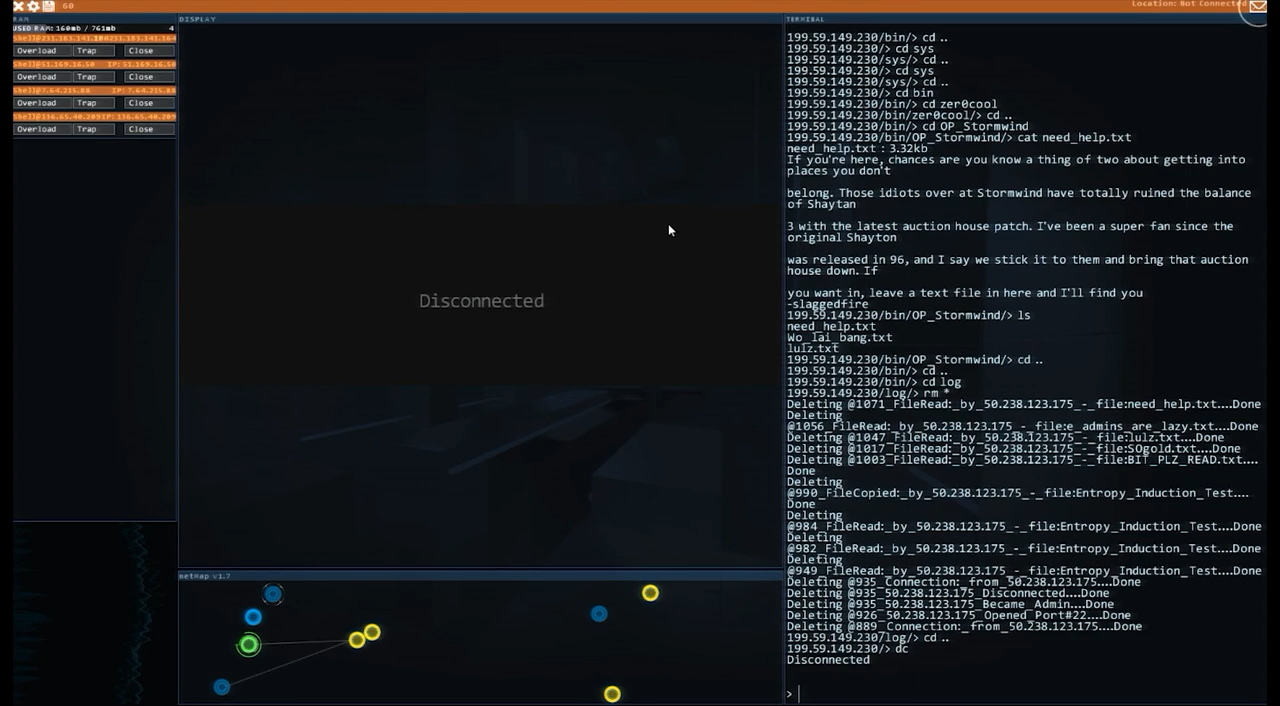 60
Location: Not Connected
RAM
USED RAM: 160mb / 761mb 4
Overload Trap Close
Shell@51.169.16.50 IP: 51.169.16.50
Overload Trap Close
Shell@7.64.215.88 IP: 7.64.215.88
Overload Trap Close
Shell@136.65.40.209IP: 136.65.40.209
Overload Trap Close
DISPLAY
Disconnected
netMap v1.7
TERMINAL
199.59.149.230/bin/> cd ..
199.59.149.230/> cd sys
199.59.149.230/sys/> cd ..
199.59.149.230/> cd sys
199.59.149.230/sys/> cd ..
199.59.149.230/> cd bin
199.59.149.230/bin/> cd zer0cool
199.59.149.230/bin/zer0cool/> cd ..
199.59.149.230/bin/> cd OP_Stormwind
199.59.149.230/bin/OP_Stormwind/> cat need_help.txt
need_help.txt : 3.32kb
If you're here, chances are you know a thing of two about getting into
places you don't
belong. Those idiots over at Stormwind have totally ruined the balance
of Shaytan
3 with the latest auction house patch. I've been a super fan since the
original Shayton
was released in 96, and I say we stick it to them and bring that auction
house down. If
you want in, leave a text file in here and I'll find you
-slaggedfire
199.59.149.230/bin/OP_Stormwind/> ls
need_help.txt
Wo_lai_bang.txt
lulz.txt
199.59.149.230/bin/OP_Stormwind/> cd ..
199.59.149.230/bin/> cd ..
199.59.149.230/> cd log
199.59.149.230/log/> rm *
Deleting @1071_FileRead:_by_50.238.123.175_-_file:need_help.txt....Done
Deleting
@1056_FileRead:_by_50.238.123.175_-_file:e_admins_are_lazy.txt....Done
Deleting @1047_FileRead:_by_50.238.123.175_-_file:lulz.txt....Done
Deleting @1017_FileRead:_by_50.238.123.175_-_file:SOgold.txt....Done
Deleting @1003_FileRead:_by_50.238.123.175_-_file:BIT_PLZ_READ.txt....
Done
Deleting
@990_FileCopied:_by_50.238.123.175_-_file:Entropy_Induction_Test....
Done
Deleting
@984_FileRead:_by_50.238.123.175_-_file:Entropy_Induction_Test....Done
Deleting
@982_FileRead:_by_50.238.123.175_-_file:Entropy_Induction_Test....Done
Deleting
@949_FileRead:_by_50.238.123.175_-_file:Entropy_Induction_Test....Done
Deleting @935_Connection:_from_50.238.123.175....Done
Deleting @935_50.238.123.175_Disconnected....Done
Deleting @935_50.238.123.175_Became_Admin....Done
Deleting @926_50.238.123.175_Opened_Port#22....Done
Deleting @889_Connection:_from_50.238.123.175....Done
199.59.149.230/log/> cd ..
199.59.149.230/> dc
Disconnected
>